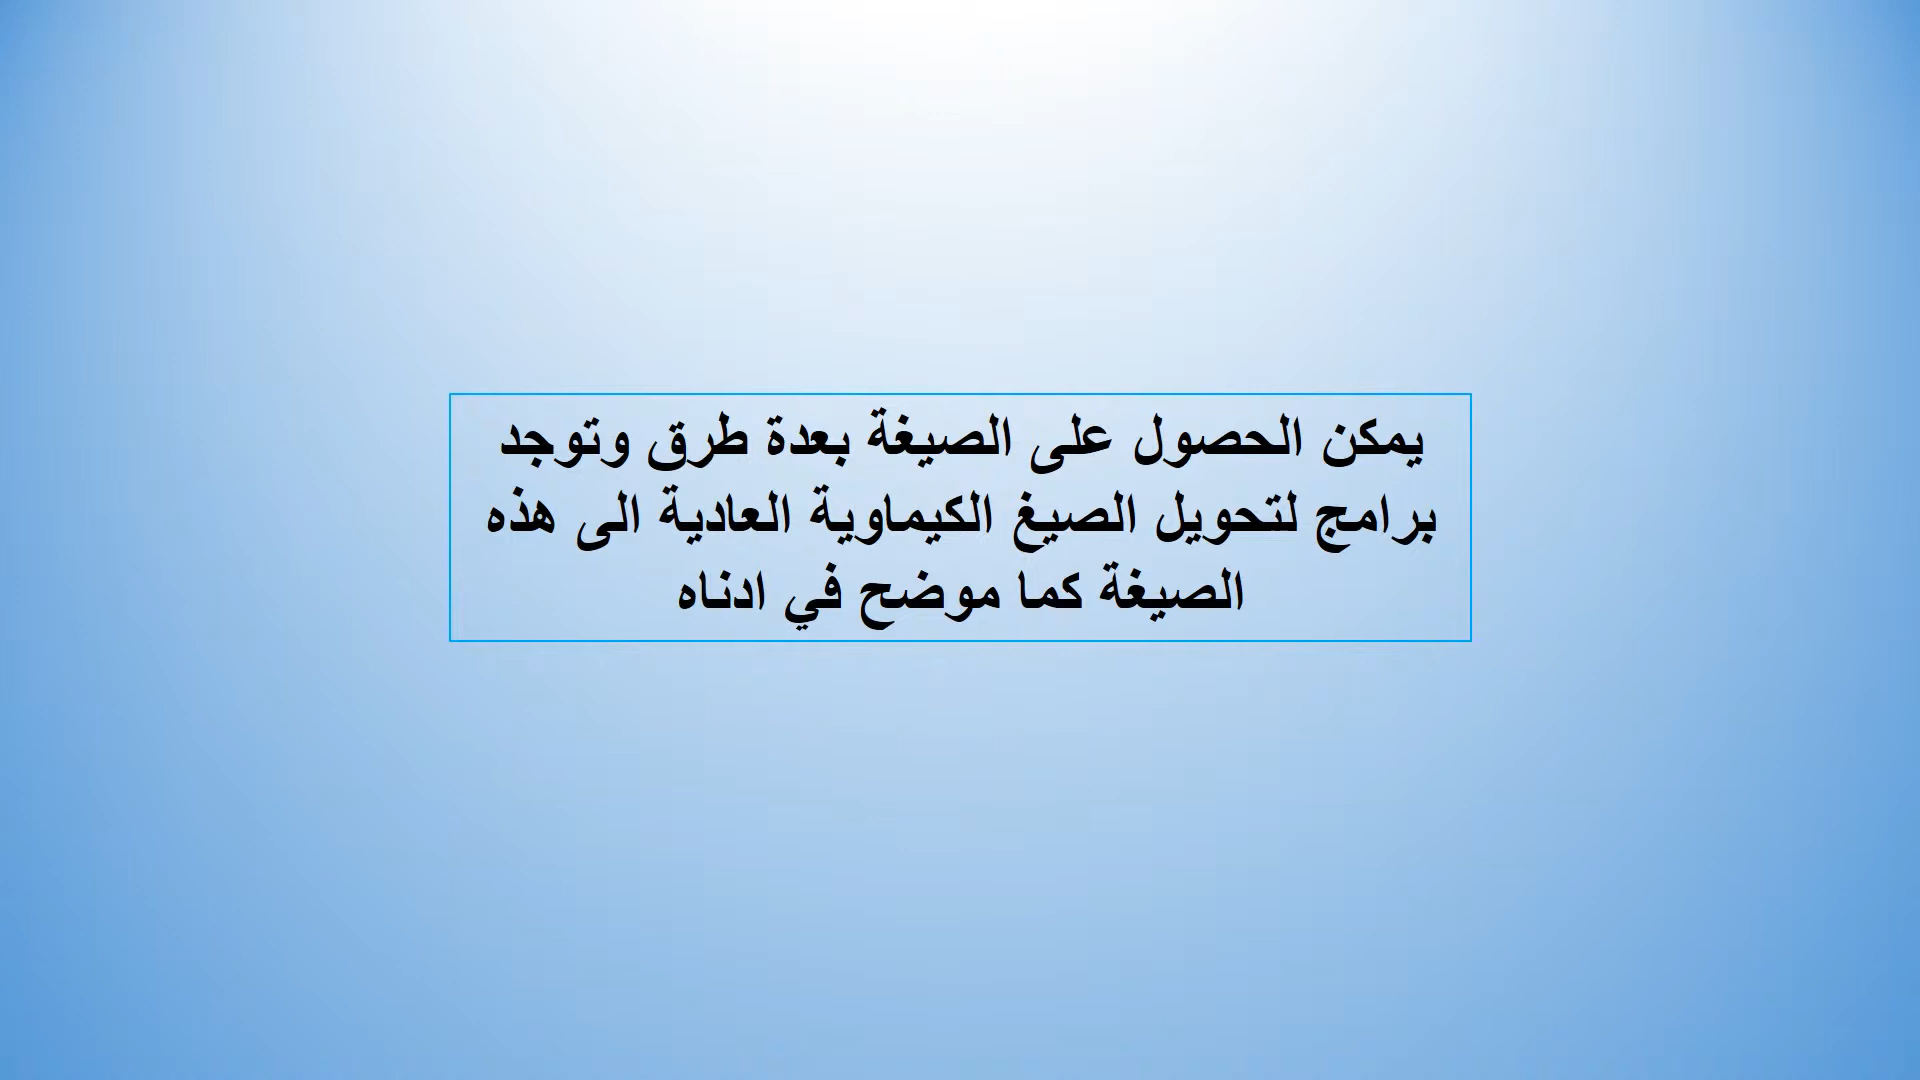 يمكن الحصول على الصيغة بعدة طرق وتوجد
برامج لتحويل الصيغ الكيماوية العادية الى هذه
الصيغة كما موضح في ادناه